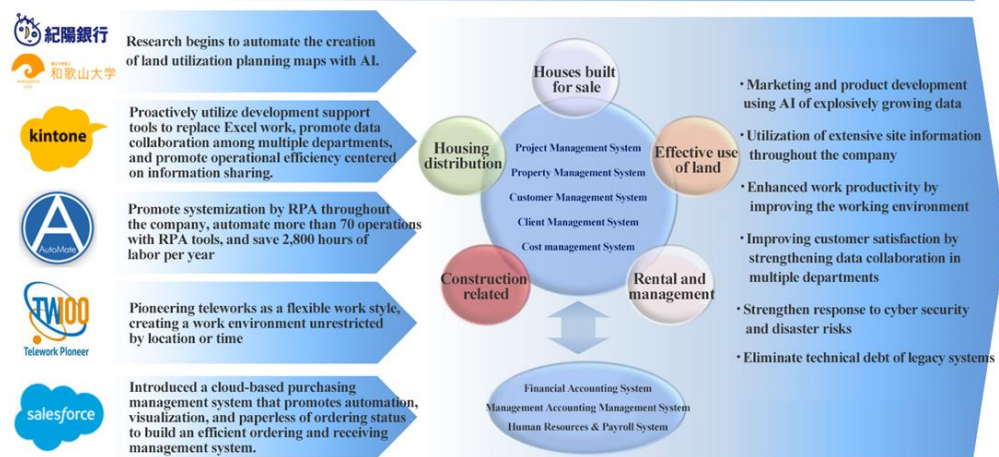 紀陽銀行
和歌山大学
Research begins to automate the creation
of land utilization planning maps with AI.
kintone
Proactively utilize development support
tools to replace Excel work, promote data
collaboration among multiple departments,
and promote operational efficiency centered
on information sharing.
A
AutoMate
Promote systemization by RPA throughout
the company, automate more than 70 operations
with RPA tools, and save 2,800 hours of
labor per year
TW100
Telework Pioneer
Pioneering teleworks as a flexible work style,
creating a work environment unrestricted
by location or time
salesforce
Introduced a cloud-based purchasing
management system that promotes automation,
visualization, and paperless of ordering status
to build an efficient ordering and receiving
management system.
Houses built
for sale
Housing
distribution
Effective use
of land
Construction
related
Rental and
management
Project Management System
Property Management System
Customer Management System
Client Management System
Cost management System
Financial Accounting System
Management Accounting Management System
Human Resources & Payroll System
・Marketing and product development
using AI of explosively growing data
・Utilization of extensive site information
throughout the company
・Enhanced work productivity by
improving the working environment
・Improving customer satisfaction by
strengthening data collaboration in
multiple departments
・Strengthen response to cyber security
and disaster risks
・Eliminate technical debt of legacy systems